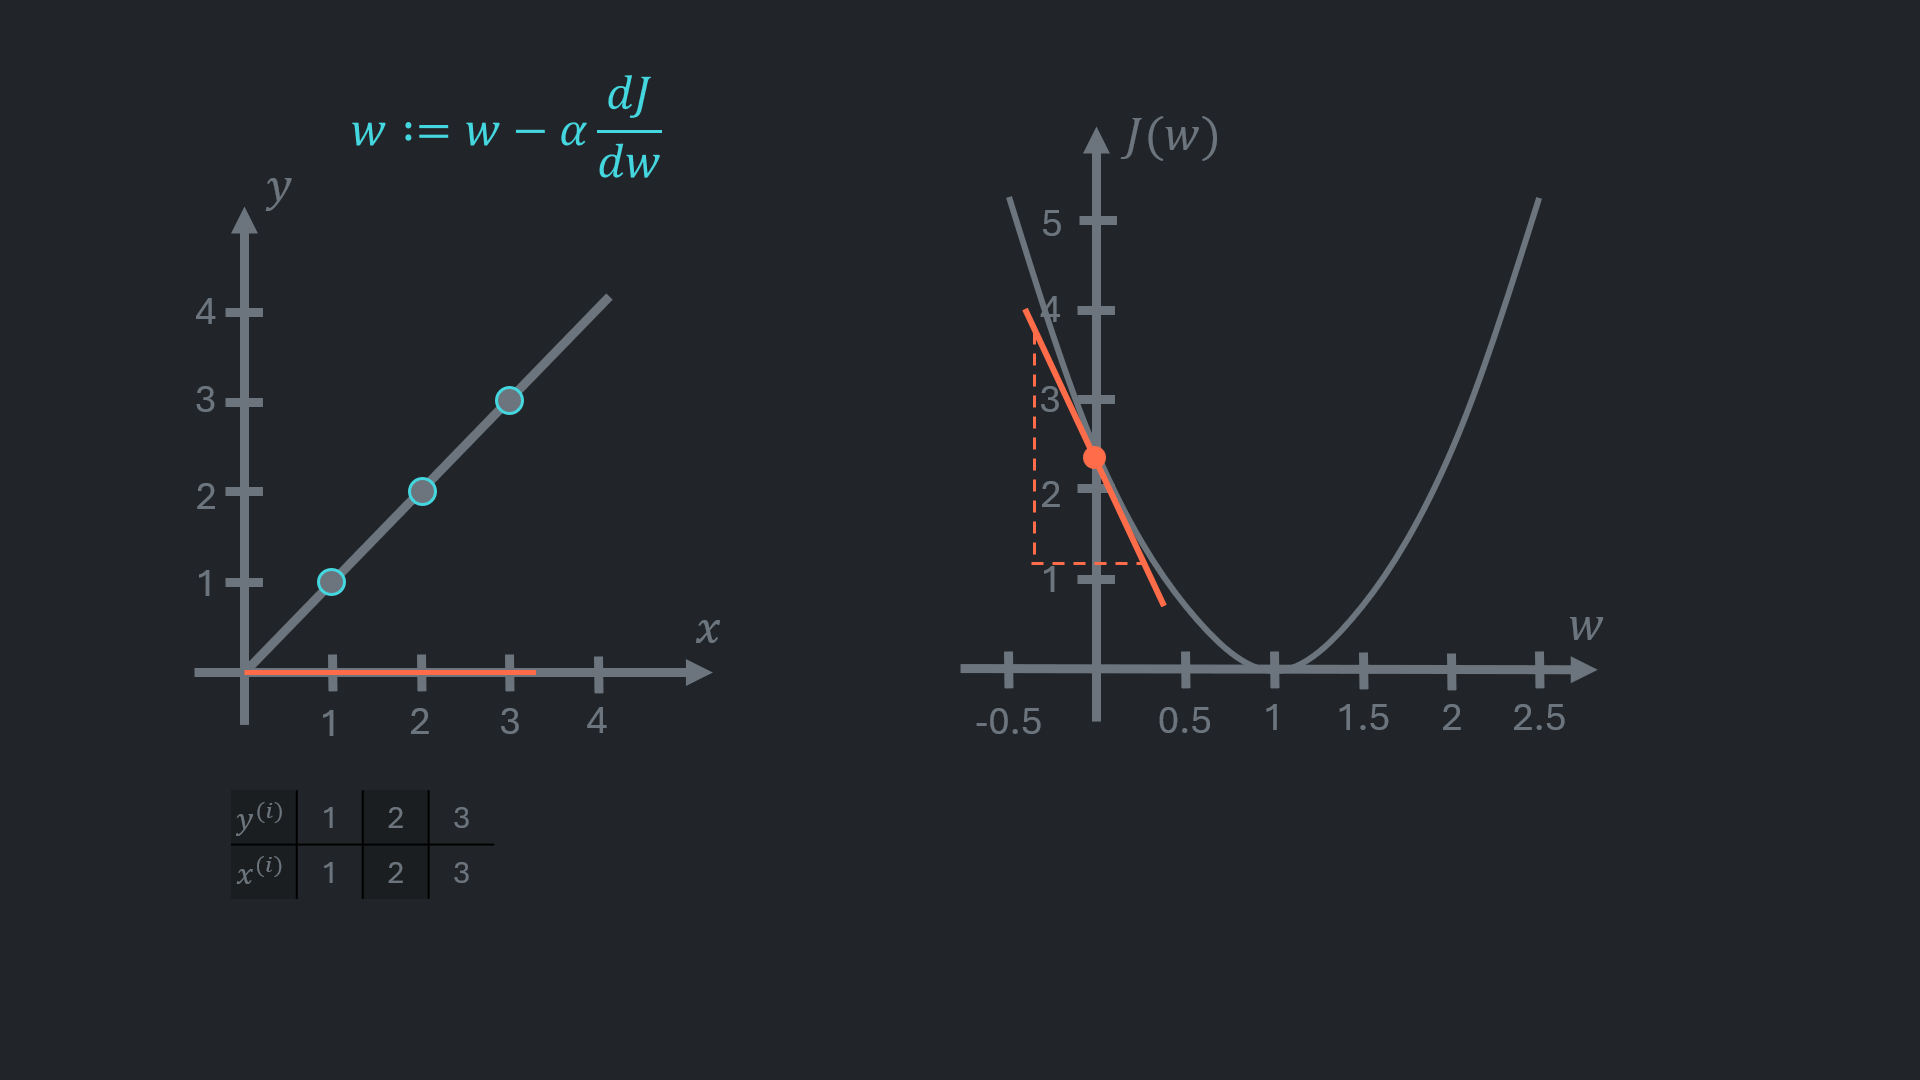 w := w − α dJ/dw
y
4
3
2
1
x
1 2 3 4
y⁽ⁱ⁾ 1 2 3
x⁽ⁱ⁾ 1 2 3
J(w)
5
4
3
2
1
w
-0.5 0.5 1 1.5 2 2.5